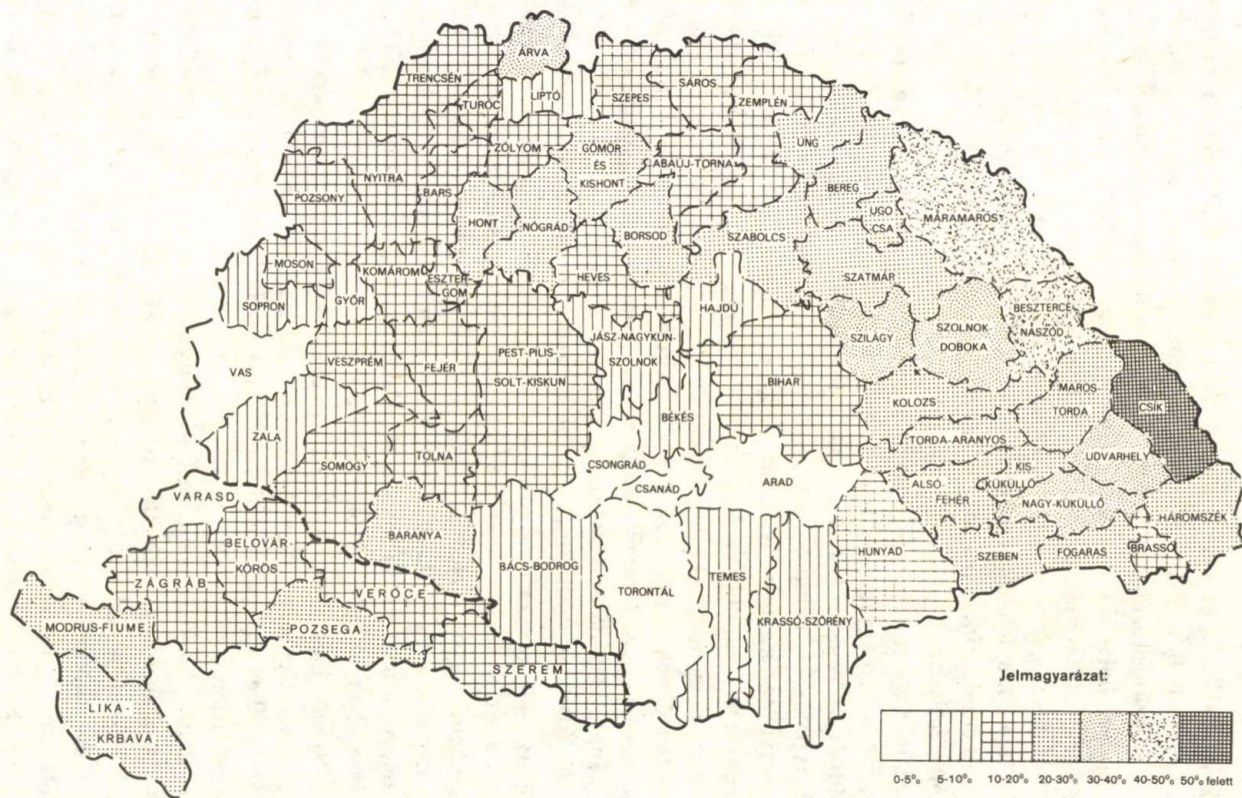 ÁRVA
TRENCSÉN
TURÓC
LIPTÓ
SZEPES
SÁROS
ZEMPLÉN
UNG
ZÓLYOM
GÖMÖR
ÉS
KISHONT
ABAUJ-TORNA
BEREG
NYITRA
POZSONY
BARS
HONT
NÓGRÁD
BORSOD
SZABOLCS
UGO
CSA
MÁRAMAROS
MOSON
KOMÁROM
ESZTER-
GOM
HEVES
SZATMÁR
SOPRON
GYŐR
HAJDÚ
BESZTERCE
NASZÓD
JÁSZ-NAGYKUN-
SZOLNOK
SZILÁGY
SZOLNOK-
DOBOKA
VAS
VESZPRÉM
FEJÉR
PEST-PILIS-
SOLT-KISKUN
BIHAR
MAROS
TORDA
CSÍK
KOLOZS
BÉKÉS
ZALA
TORDA-ARANYOS
SOMOGY
TOLNA
CSONGRÁD
CSANÁD
ARAD
UDVARHELY
KIS-
KÜKÜLLŐ
ALSÓ-
FEHÉR
NAGY-KÜKÜLLŐ
HÁROMSZÉK
VARASD
BARANYA
BÁCS-BODROG
HUNYAD
SZEBEN
FOGARAS
BRASSÓ
BELOVÁR-
KÖRÖS
ZÁGRÁB
VERŐCE
TORONTÁL
TEMES
KRASSÓ-SZÖRÉNY
MODRUS-FIUME
POZSEGA
SZEREM
LIKA-
KRBAVA
Jelmagyarázat:
0-5% 5-10% 10-20% 20-30% 30-40% 40-50% 50% felett